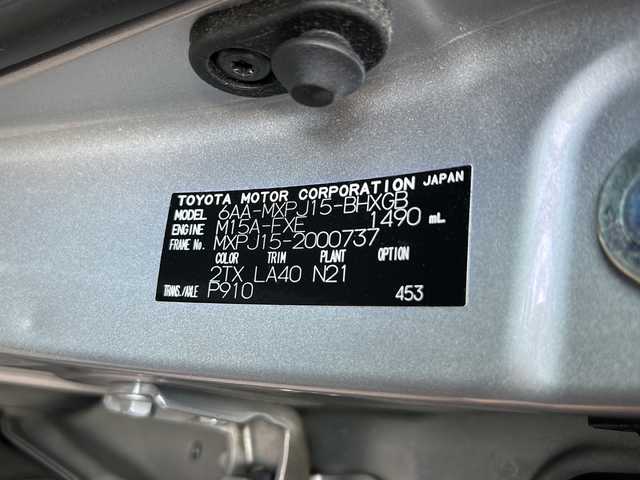 TOYOTA MOTOR CORPORATION JAPAN
MODEL 6AA-MXPJ15-BHXGB
ENGINE M15A-FXE 1490 mL
FRAME No. MXPJ15-2000737
COLOR TRIM PLANT OPTION
2TX LA40 N21
TRANS./AXLE P910 453